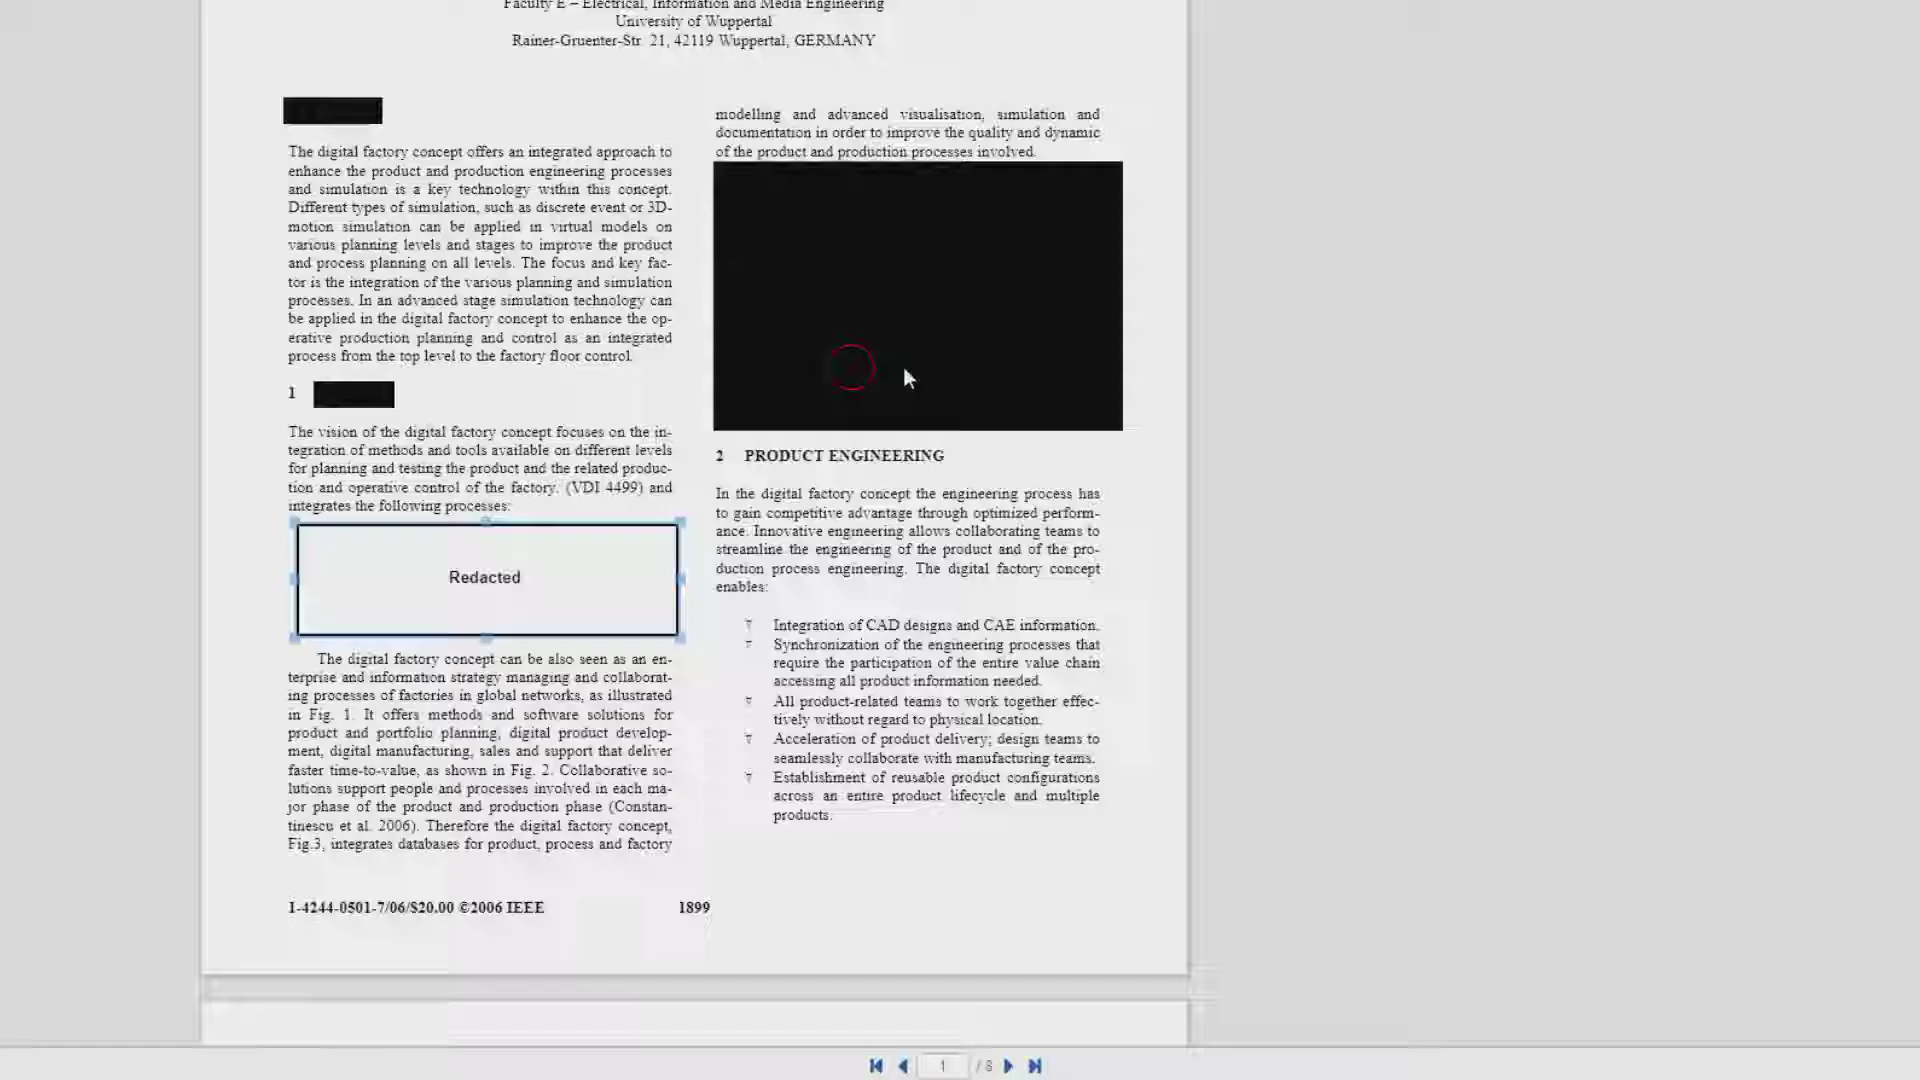 Faculty E – Electrical, Information and Media Engineering
University of Wuppertal
Rainer-Gruenter-Str. 21, 42119 Wuppertal, GERMANY
The digital factory concept offers an integrated approach to
enhance the product and production engineering processes
and simulation is a key technology within this concept.
Different types of simulation, such as discrete event or 3D-
motion simulation can be applied in virtual models on
various planning levels and stages to improve the product
and process planning on all levels. The focus and key fac-
tor is the integration of the various planning and simulation
processes. In an advanced stage simulation technology can
be applied in the digital factory concept to enhance the op-
erative production planning and control as an integrated
process from the top level to the factory floor control.
1
The vision of the digital factory concept focuses on the in-
tegration of methods and tools available on different levels
for planning and testing the product and the related produc-
tion and operative control of the factory. (VDI 4499) and
integrates the following processes:
Redacted
The digital factory concept can be also seen as an en-
terprise and information strategy managing and collaborat-
ing processes of factories in global networks, as illustrated
in Fig. 1. It offers methods and software solutions for
product and portfolio planning, digital product develop-
ment, digital manufacturing, sales and support that deliver
faster time-to-value, as shown in Fig. 2. Collaborative so-
lutions support people and processes involved in each ma-
jor phase of the product and production phase (Constan-
tinescu et al. 2006). Therefore the digital factory concept,
Fig.3, integrates databases for product, process and factory
modelling and advanced visualisation, simulation and
documentation in order to improve the quality and dynamic
of the product and production processes involved.
2 PRODUCT ENGINEERING
In the digital factory concept the engineering process has
to gain competitive advantage through optimized perform-
ance. Innovative engineering allows collaborating teams to
streamline the engineering of the product and of the pro-
duction process engineering. The digital factory concept
enables:
Integration of CAD designs and CAE information.
Synchronization of the engineering processes that
require the participation of the entire value chain
accessing all product information needed.
All product-related teams to work together effec-
tively without regard to physical location.
Acceleration of product delivery; design teams to
seamlessly collaborate with manufacturing teams.
Establishment of reusable product configurations
across an entire product lifecycle and multiple
products.
1-4244-0501-7/06/$20.00 ©2006 IEEE 1899
1 / 8